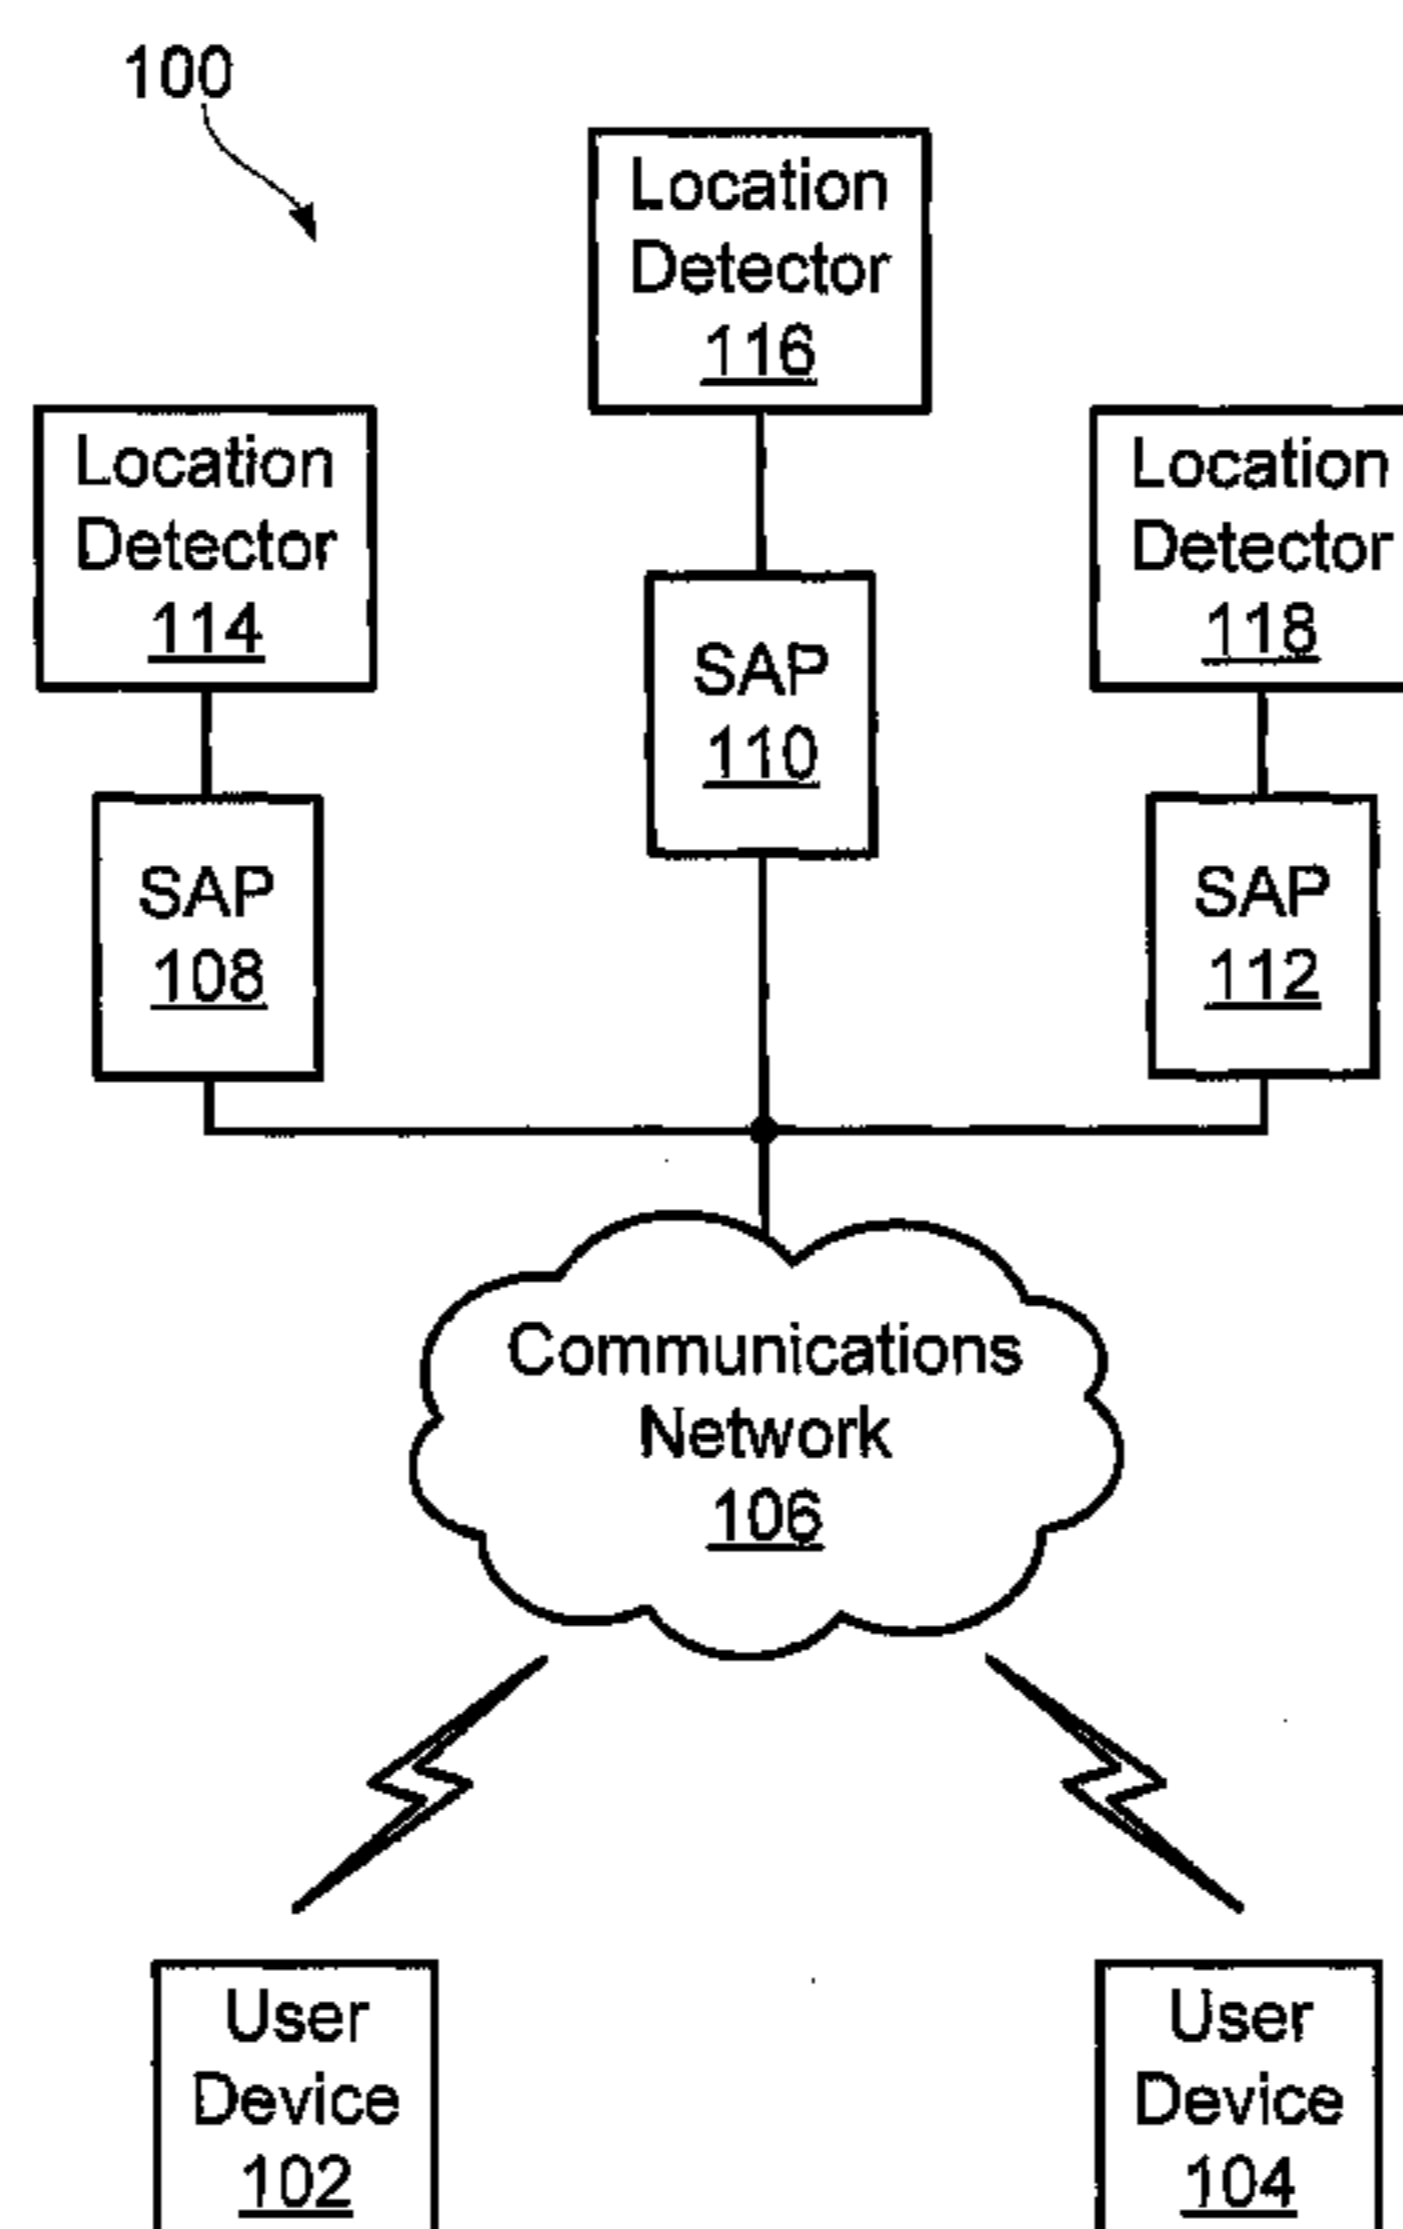 100
Location
Detector
116
Location
Detector
114
Location
Detector
118
SAP
110
SAP
108
SAP
112
Communications
Network
106
User
Device
102
User
Device
104